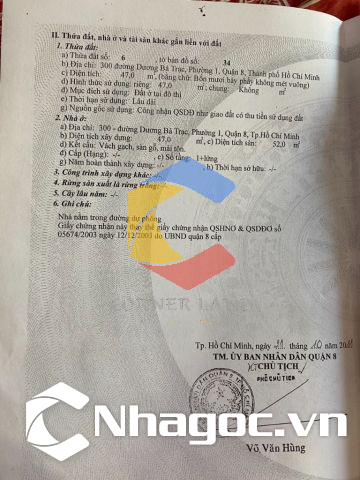 II. Thửa đất, nhà ở và tài sản khác gắn liền với đất
1. Thửa đất:
a) Thửa đất số: 6 , tờ bản đồ số: 34
b) Địa chỉ: 300 đường Dương Bá Trạc, Phường 1, Quận 8, Thành phố Hồ Chí Minh
c) Diện tích: 47,0 m², (bằng chữ: Bốn mươi bảy phẩy không mét vuông)
d) Hình thức sử dụng: riêng: 47,0 m²; chung: Không m²
đ) Mục đích sử dụng: Đất ở tại đô thị
e) Thời hạn sử dụng: Lâu dài
g) Nguồn gốc sử dụng: Công nhận QSDĐ như giao đất có thu tiền sử dụng đất
2. Nhà ở:
a) Địa chỉ: 300 - đường Dương Bá Trạc, Phường 1, Quận 8, Tp.Hồ Chí Minh
b) Diện tích xây dựng: 47,0 m²; c) Diện tích sàn: 52,0 m²
d) Kết cấu: Vách gạch, sàn gỗ, mái tôn.
đ) Cấp (Hạng): -/- e) Số tầng: 1+lửng
g) Năm hoàn thành xây dựng: -/- h) Thời hạn sở hữu: -/-
3. Công trình xây dựng khác: -/-
4. Rừng sản xuất là rừng trồng: -/-
5. Cây lâu năm: -/-
6. Ghi chú:
Nhà nằm trong đường dự phóng
Giấy chứng nhận này thay thế giấy chứng nhận QSHNO & QSDĐO số
05674/2003 ngày 12/12/2003 do UBND quận 8 cấp
CORNER LAND
Tp. Hồ Chí Minh, ngày 21 tháng 10 năm
TM. ỦY BAN NHÂN DÂN QUẬN 8
KT CHỦ TỊCH
PHÓ CHỦ TỊCH
Nhagoc.vn
Võ Văn Hùng